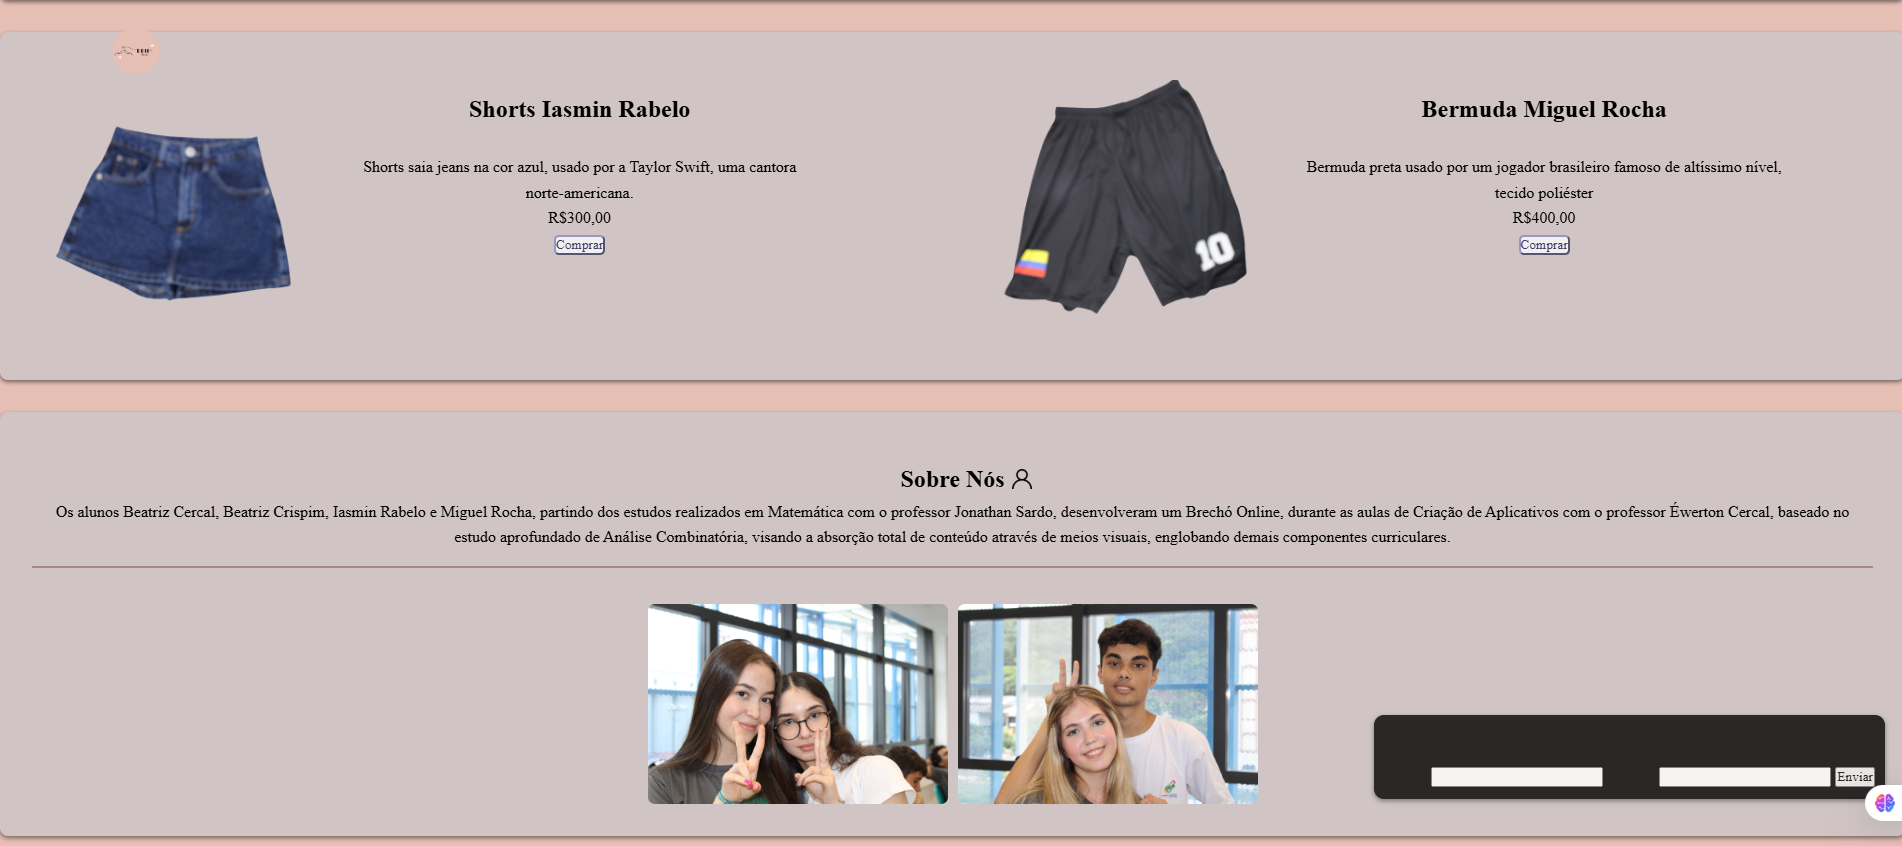 Shorts Iasmin Rabelo
Shorts saia jeans na cor azul, usado por a Taylor Swift, uma cantora
norte-americana.
R$300,00
Comprar
10
Bermuda Miguel Rocha
Bermuda preta usado por um jogador brasileiro famoso de altíssimo nível,
tecido poliéster
R$400,00
Comprar
Sobre Nós
Os alunos Beatriz Cercal, Beatriz Crispim, Iasmin Rabelo e Miguel Rocha, partindo dos estudos realizados em Matemática com o professor Jonathan Sardo, desenvolveram um Brechó Online, durante as aulas de Criação de Aplicativos com o professor Éwerton Cercal, baseado no
estudo aprofundado de Análise Combinatória, visando a absorção total de conteúdo através de meios visuais, englobando demais componentes curriculares.
Enviar